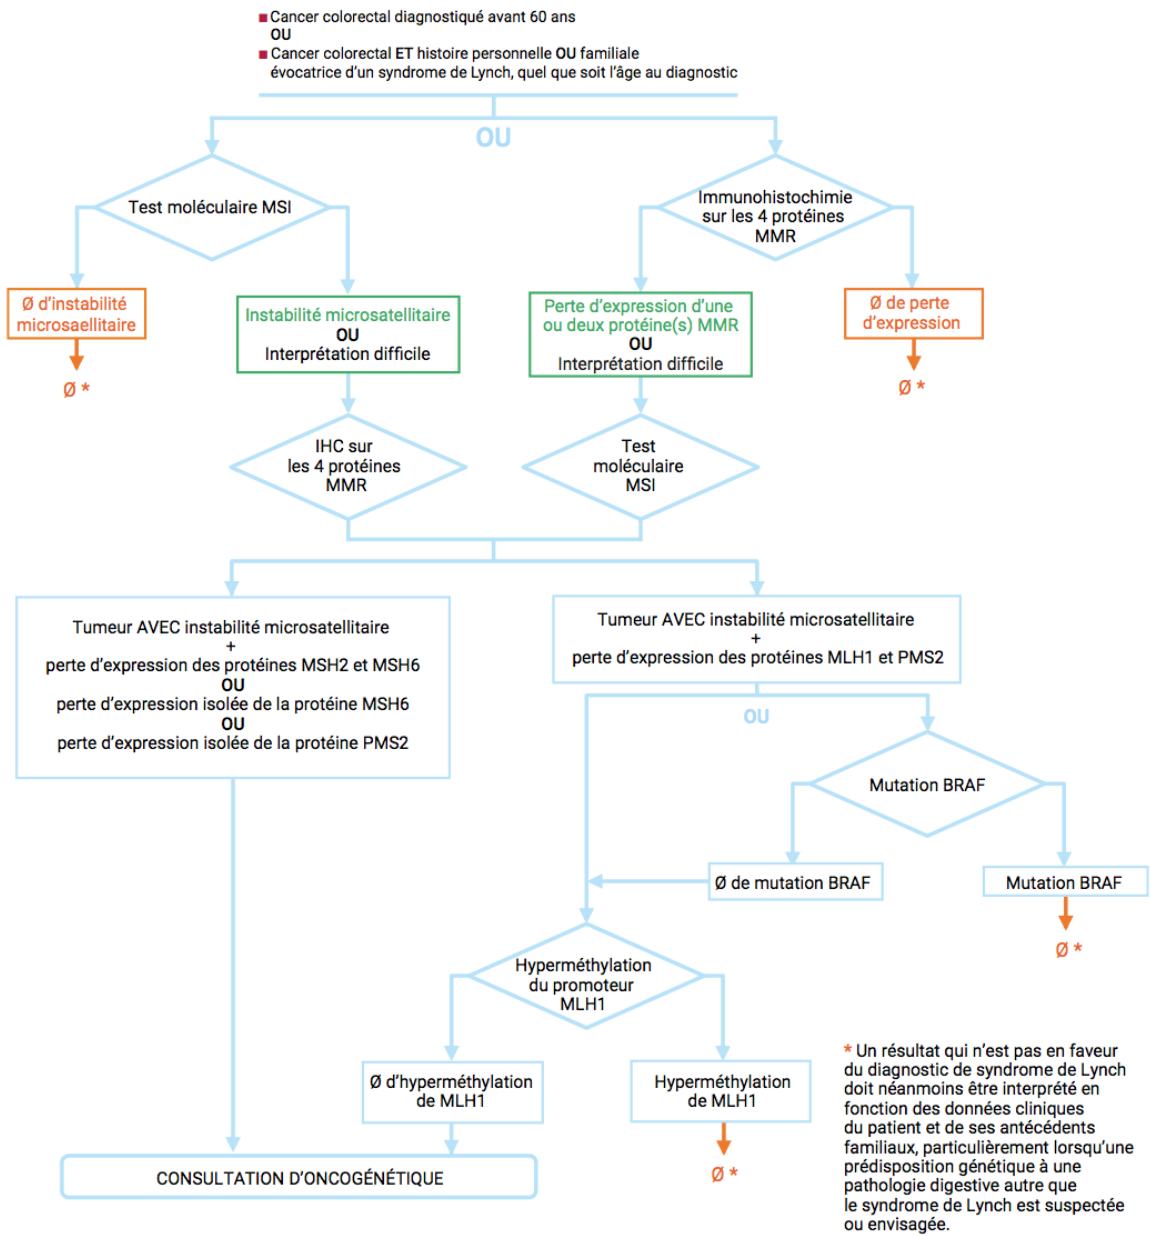 Cancer colorectal diagnostiqué avant 60 ans
OU
Cancer colorectal ET histoire personnelle OU familiale
évocatrice d'un syndrome de Lynch, quel que soit l'âge au diagnostic
OU
Test moléculaire MSI
Immunohistochimie
sur les 4 protéines
MMR
Ø d'instabilité
microsaellitaire
Ø *
Instabilité microsatellitaire
OU
Interprétation difficile
Perte d'expression d'une
ou deux protéine(s) MMR
OU
Interprétation difficile
Ø de perte
d'expression
Ø *
IHC sur
les 4 protéines
MMR
Test
moléculaire
MSI
Tumeur AVEC instabilité microsatellitaire
+
perte d'expression des protéines MSH2 et MSH6
OU
perte d'expression isolée de la protéine MSH6
OU
perte d'expression isolée de la protéine PMS2
Tumeur AVEC instabilité microsatellitaire
+
perte d'expression des protéines MLH1 et PMS2
OU
Mutation BRAF
Ø de mutation BRAF
Mutation BRAF
Ø *
Hyperméthylation
du promoteur
MLH1
Ø d'hyperméthylation
de MLH1
Hyperméthylation
de MLH1
Ø *
CONSULTATION D'ONCOGÉNÉTIQUE
* Un résultat qui n'est pas en faveur
du diagnostic de syndrome de Lynch
doit néanmoins être interprété en
fonction des données cliniques
du patient et de ses antécédents
familiaux, particulièrement lorsqu'une
prédisposition génétique à une
pathologie digestive autre que
le syndrome de Lynch est suspectée
ou envisagée.